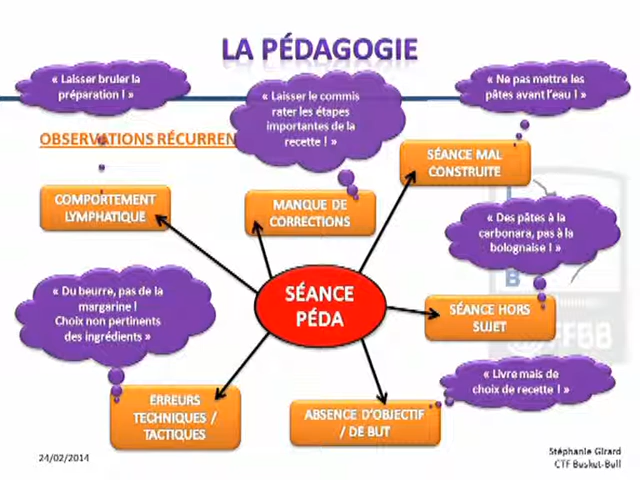 LA PÉDAGOGIE
« Laisser bruler la
préparation ! »
« Laisser le commis
rater les étapes
importantes de la
recette ! »
« Ne pas mettre les
pâtes avant l'eau ! »
OBSERVATIONS RÉCURREN
SÉANCE MAL
CONSTRUITE
COMPORTEMENT
LYMPHATIQUE
MANQUE DE
CORRECTIONS
« Des pâtes à la
carbonara, pas à la
bolognaise ! »
« Du beurre, pas de la
margarine !
Choix non pertinents
des ingrédients »
SÉANCE
PÉDA
SÉANCE HORS
SUJET
« Livre mais de
choix de recette ! »
ERREURS
TECHNIQUES /
TACTIQUES
ABSENCE D'OBJECTIF
/ DE BUT
24/02/2014
Stéphanie Girard
CTF Basket-Ball